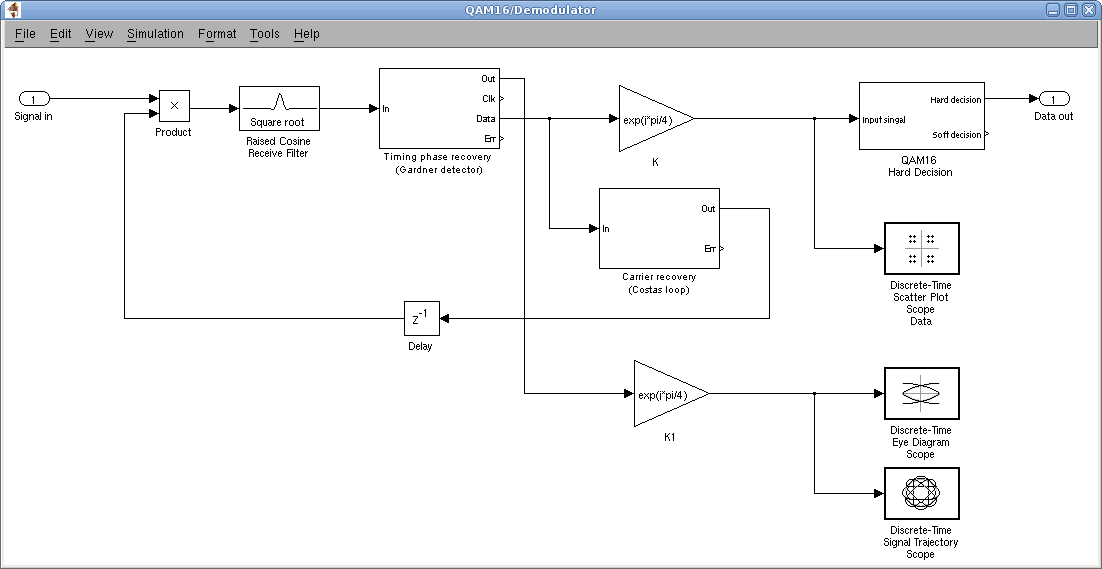 QAM16/Demodulator
File Edit View Simulation Format Tools Help
1
Signal in
×
Product
Square root
Raised Cosine
Receive Filter
In
Out
Clk
Data
Err
Timing phase recovery
(Gardner detector)
exp(j*pi/4)
K
Input singal
Hard decision
Soft decision
QAM16
Hard Decision
1
Data out
In
Out
Err
Carrier recovery
(Costas loop)
Discrete-Time
Scatter Plot
Scope
Data
z-1
Delay
exp(j*pi/4)
K1
Discrete-Time
Eye Diagram
Scope
Discrete-Time
Signal Trajectory
Scope